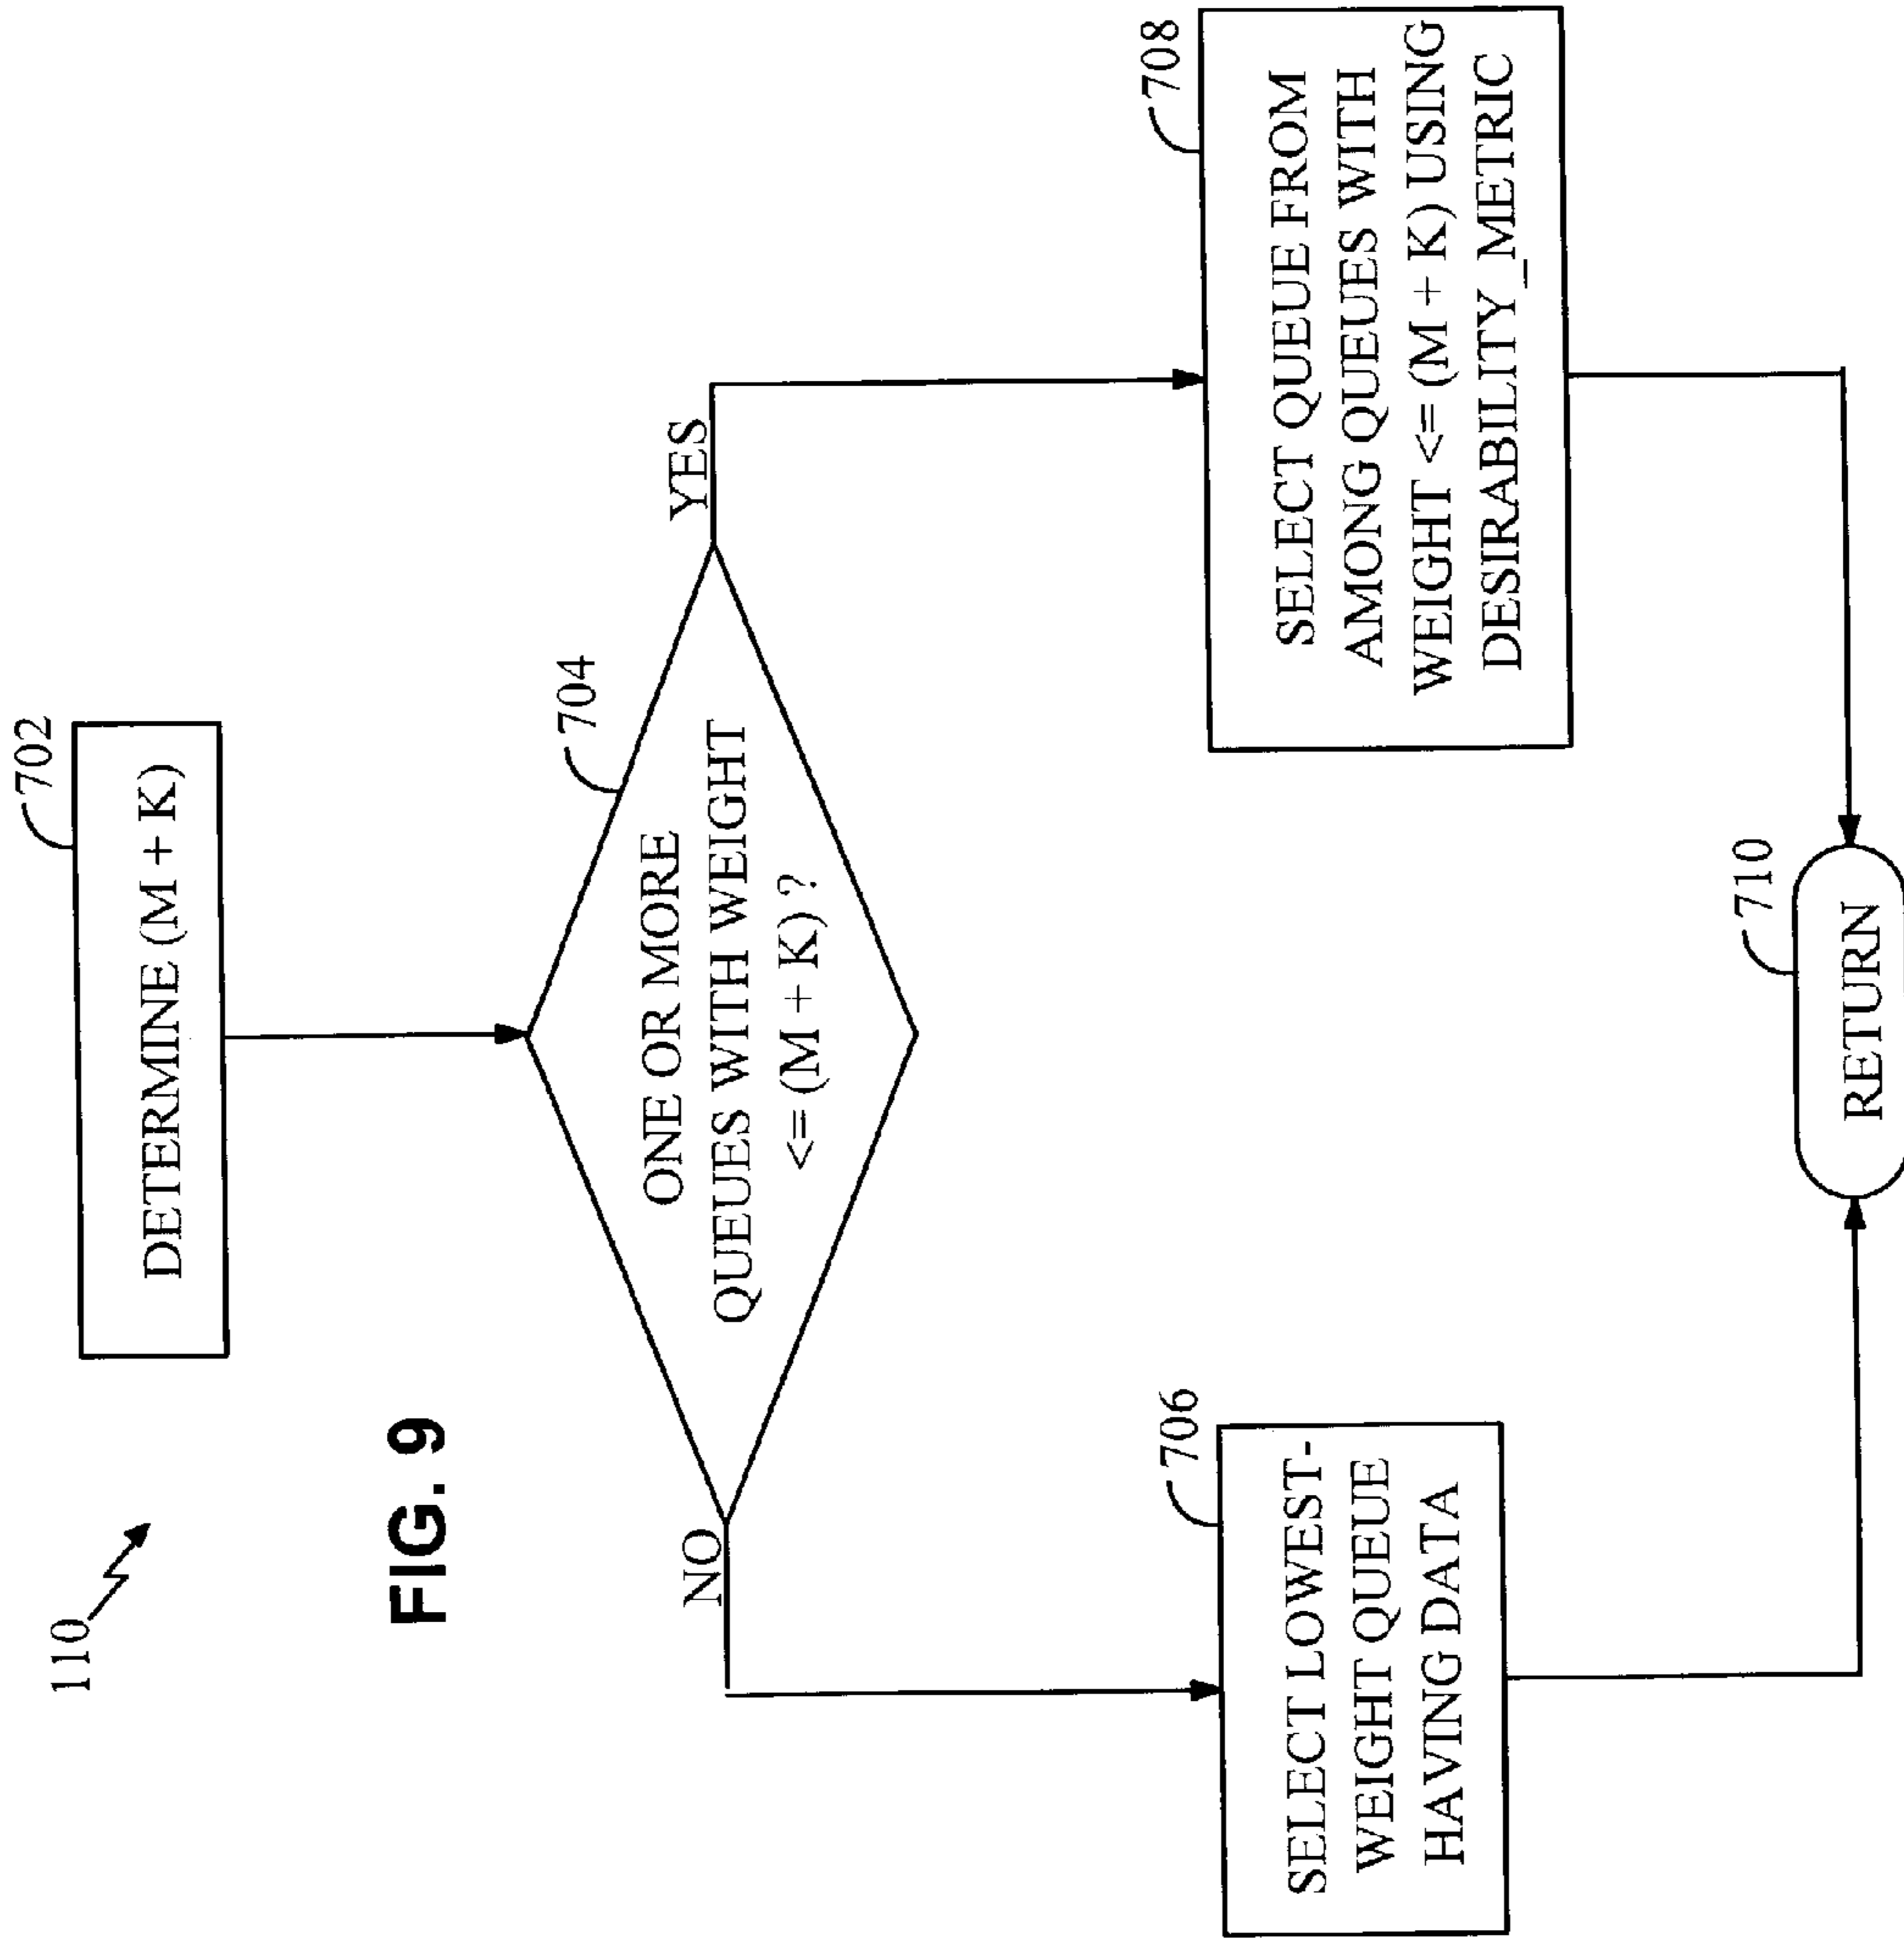 110
702
DETERMINE (M + K)
FIG. 9
704
ONE OR MORE
QUEUES WITH WEIGHT
<= (M + K) ?
NO
YES
706
SELECT LOWEST-
WEIGHT QUEUE
HAVING DATA
708
SELECT QUEUE FROM
AMONG QUEUES WITH
WEIGHT <= (M + K) USING
DESIRABILITY_METRIC
710
RETURN